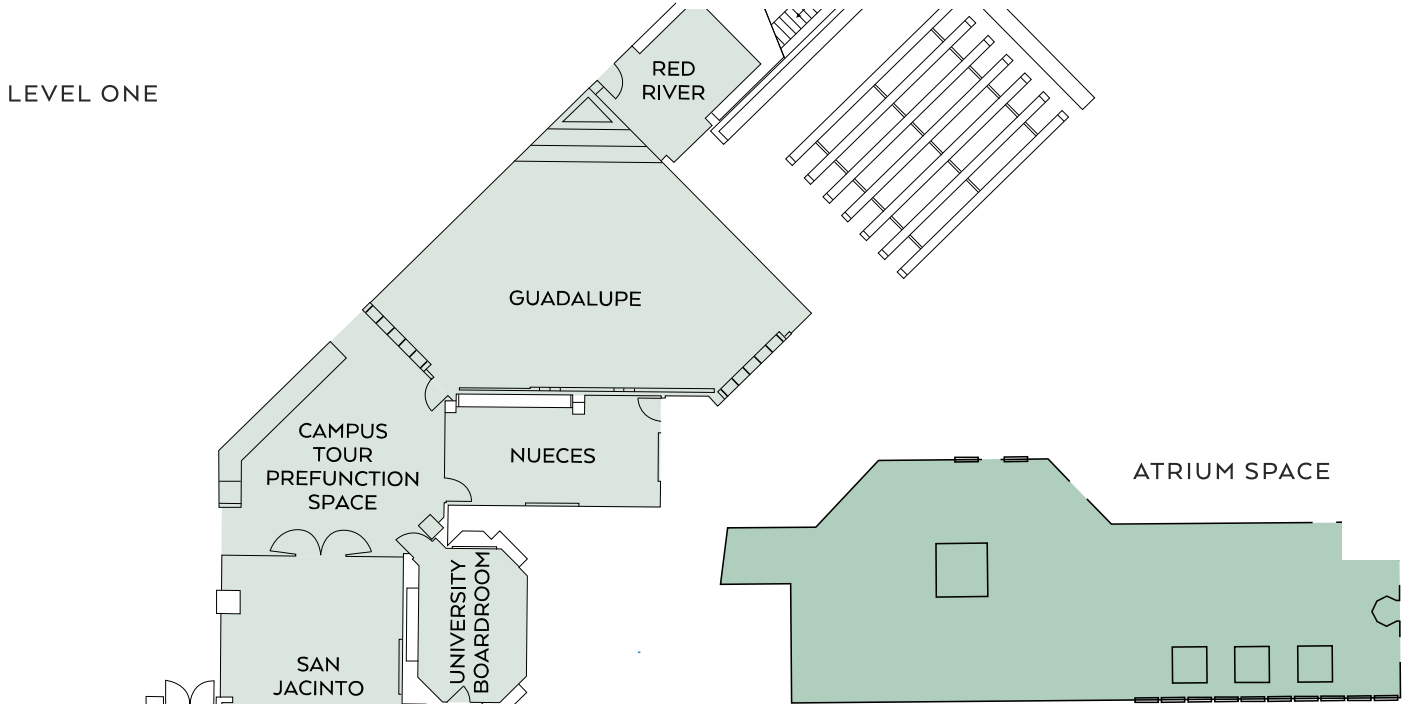 LEVEL ONE
RED
RIVER
GUADALUPE
CAMPUS
TOUR
PREFUNCTION
SPACE
NUECES
ATRIUM SPACE
UNIVERSITY
BOARDROOM
SAN
JACINTO